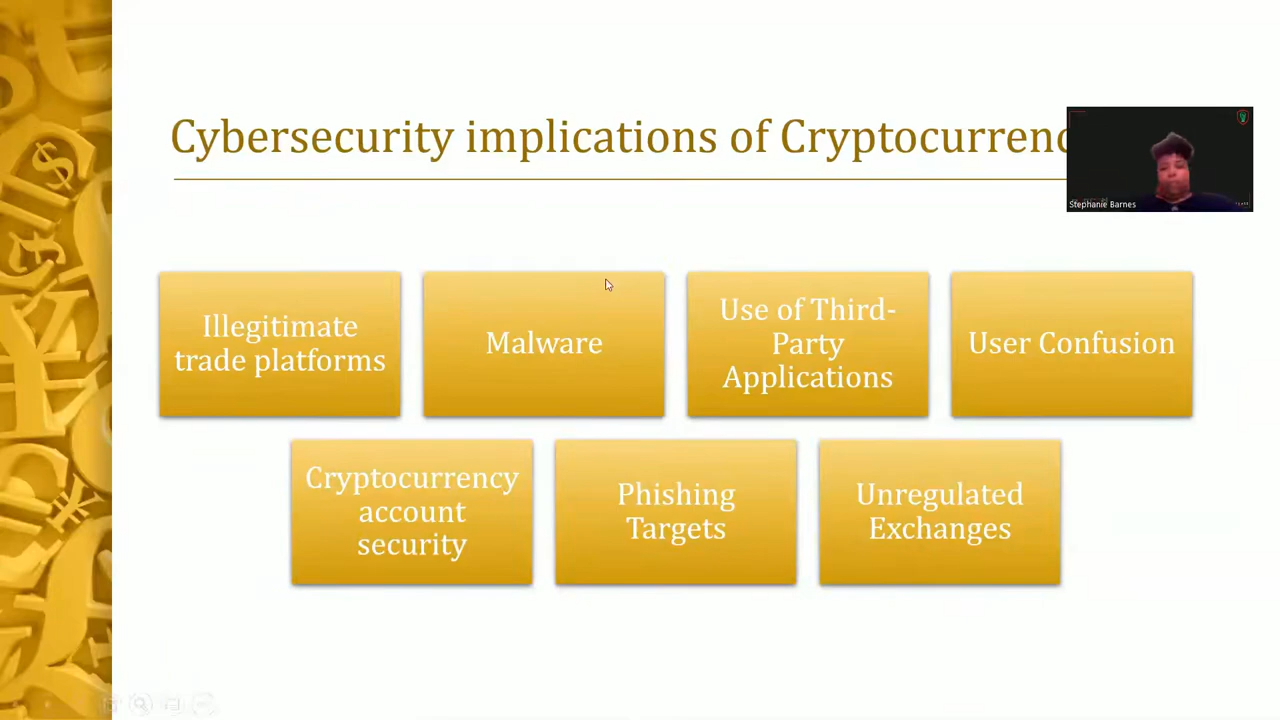 Cybersecurity implications of Cryptocurrenc
Stephanie Barnes
Illegitimate
trade platforms
Malware
Use of Third-
Party
Applications
User Confusion
Cryptocurrency
account
security
Phishing
Targets
Unregulated
Exchanges